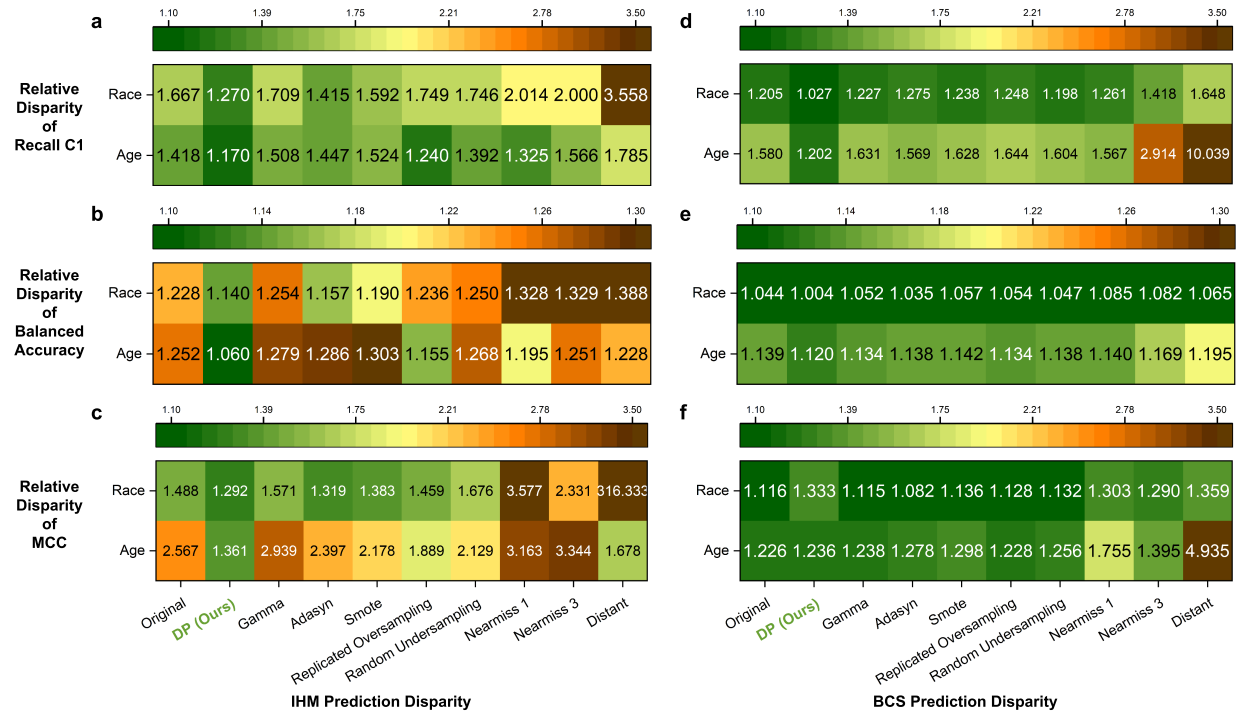 a
1.10 1.39 1.75 2.21 2.78 3.50
Relative
Disparity
of
Recall C1
Race 1.667 1.270 1.709 1.415 1.592 1.749 1.746 2.014 2.000 3.558
Age 1.418 1.170 1.508 1.447 1.524 1.240 1.392 1.325 1.566 1.785
d
1.10 1.39 1.75 2.21 2.78 3.50
Race 1.205 1.027 1.227 1.275 1.238 1.248 1.198 1.261 1.418 1.648
Age 1.580 1.202 1.631 1.569 1.628 1.644 1.604 1.567 2.914 10.039
b
1.10 1.14 1.18 1.22 1.26 1.30
Relative
Disparity
of
Balanced
Accuracy
Race 1.228 1.140 1.254 1.157 1.190 1.236 1.250 1.328 1.329 1.388
Age 1.252 1.060 1.279 1.286 1.303 1.155 1.268 1.195 1.251 1.228
e
1.10 1.14 1.18 1.22 1.26 1.30
Race 1.044 1.004 1.052 1.035 1.057 1.054 1.047 1.085 1.082 1.065
Age 1.139 1.120 1.134 1.138 1.142 1.134 1.138 1.140 1.169 1.195
c
1.10 1.39 1.75 2.21 2.78 3.50
Relative
Disparity
of
MCC
Race 1.488 1.292 1.571 1.319 1.383 1.459 1.676 3.577 2.331 316.333
Age 2.567 1.361 2.939 2.397 2.178 1.889 2.129 3.163 3.344 1.678
Original DP (Ours) Gamma Adasyn Smote Replicated Oversampling Random Undersampling Nearmiss 1 Nearmiss 3 Distant
IHM Prediction Disparity
f
1.10 1.39 1.75 2.21 2.78 3.50
Race 1.116 1.333 1.115 1.082 1.136 1.128 1.132 1.303 1.290 1.359
Age 1.226 1.236 1.238 1.278 1.298 1.228 1.256 1.755 1.395 4.935
Original DP (Ours) Gamma Adasyn Smote Replicated Oversampling Random Undersampling Nearmiss 1 Nearmiss 3 Distant
BCS Prediction Disparity